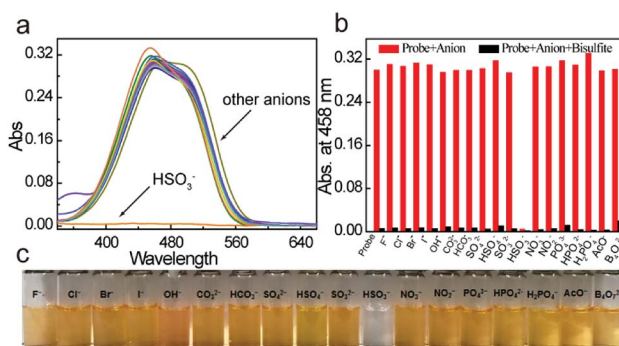 a
b
0.32
0.24
0.16
0.08
0.00
Abs
other anions
HSO₃⁻
400
480
560
640
Wavelength
Probe+Anion
Probe+Anion+Bisulfite
0.32
0.24
0.16
0.08
0.00
Abs. at 458 nm
Probe
F⁻
Cl⁻
Br⁻
I⁻
OH⁻
CO₃²⁻
HCO₃⁻
SO₄²⁻
HSO₄⁻
SO₃²⁻
HSO₃⁻
PO₄³⁻
HPO₄²⁻
H₂PO₄⁻
AcO⁻
c
F⁻
Cl⁻
Br⁻
I⁻
OH⁻
CO₃²⁻
HCO₃⁻
SO₄²⁻
HSO₄⁻
SO₃²⁻
HSO₃⁻
NO₃⁻
NO₂⁻
PO₄³⁻
HPO₄²⁻
H₂PO₄⁻
AcO⁻
B₄O₇²⁻